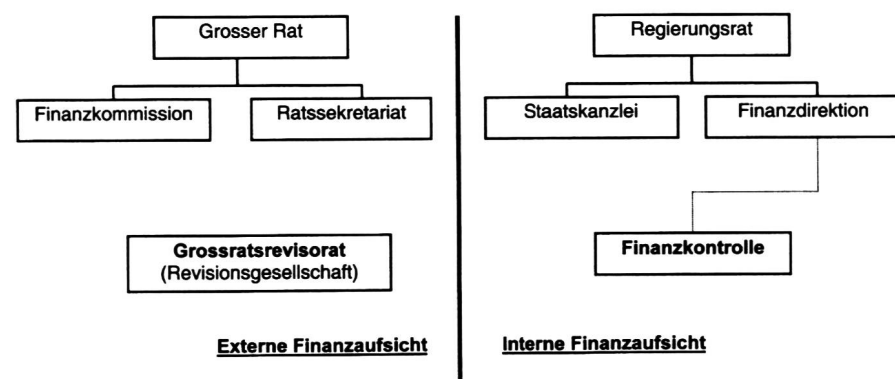 Grosser Rat
Finanzkommission
Ratssekretariat
Grossratsrevisorat
(Revisionsgesellschaft)
Externe Finanzaufsicht
Regierungsrat
Staatskanzlei
Finanzdirektion
Finanzkontrolle
Interne Finanzaufsicht